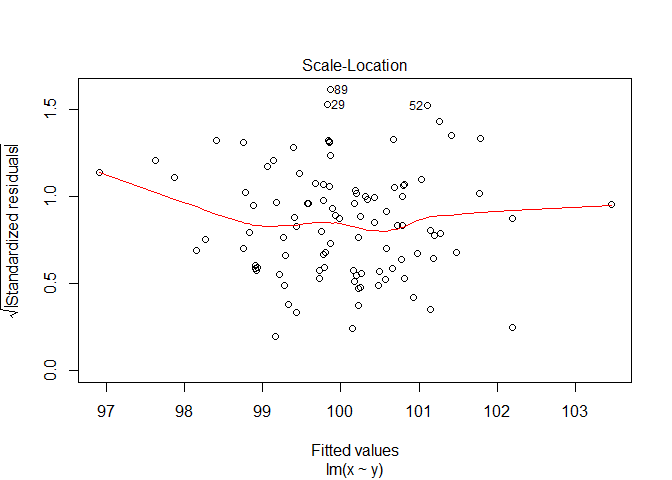 Scale-Location
√|Standardized residuals|
1.5
1.0
0.5
0.0
89
29
52
97 98 99 100 101 102 103
Fitted values
lm(x ~ y)